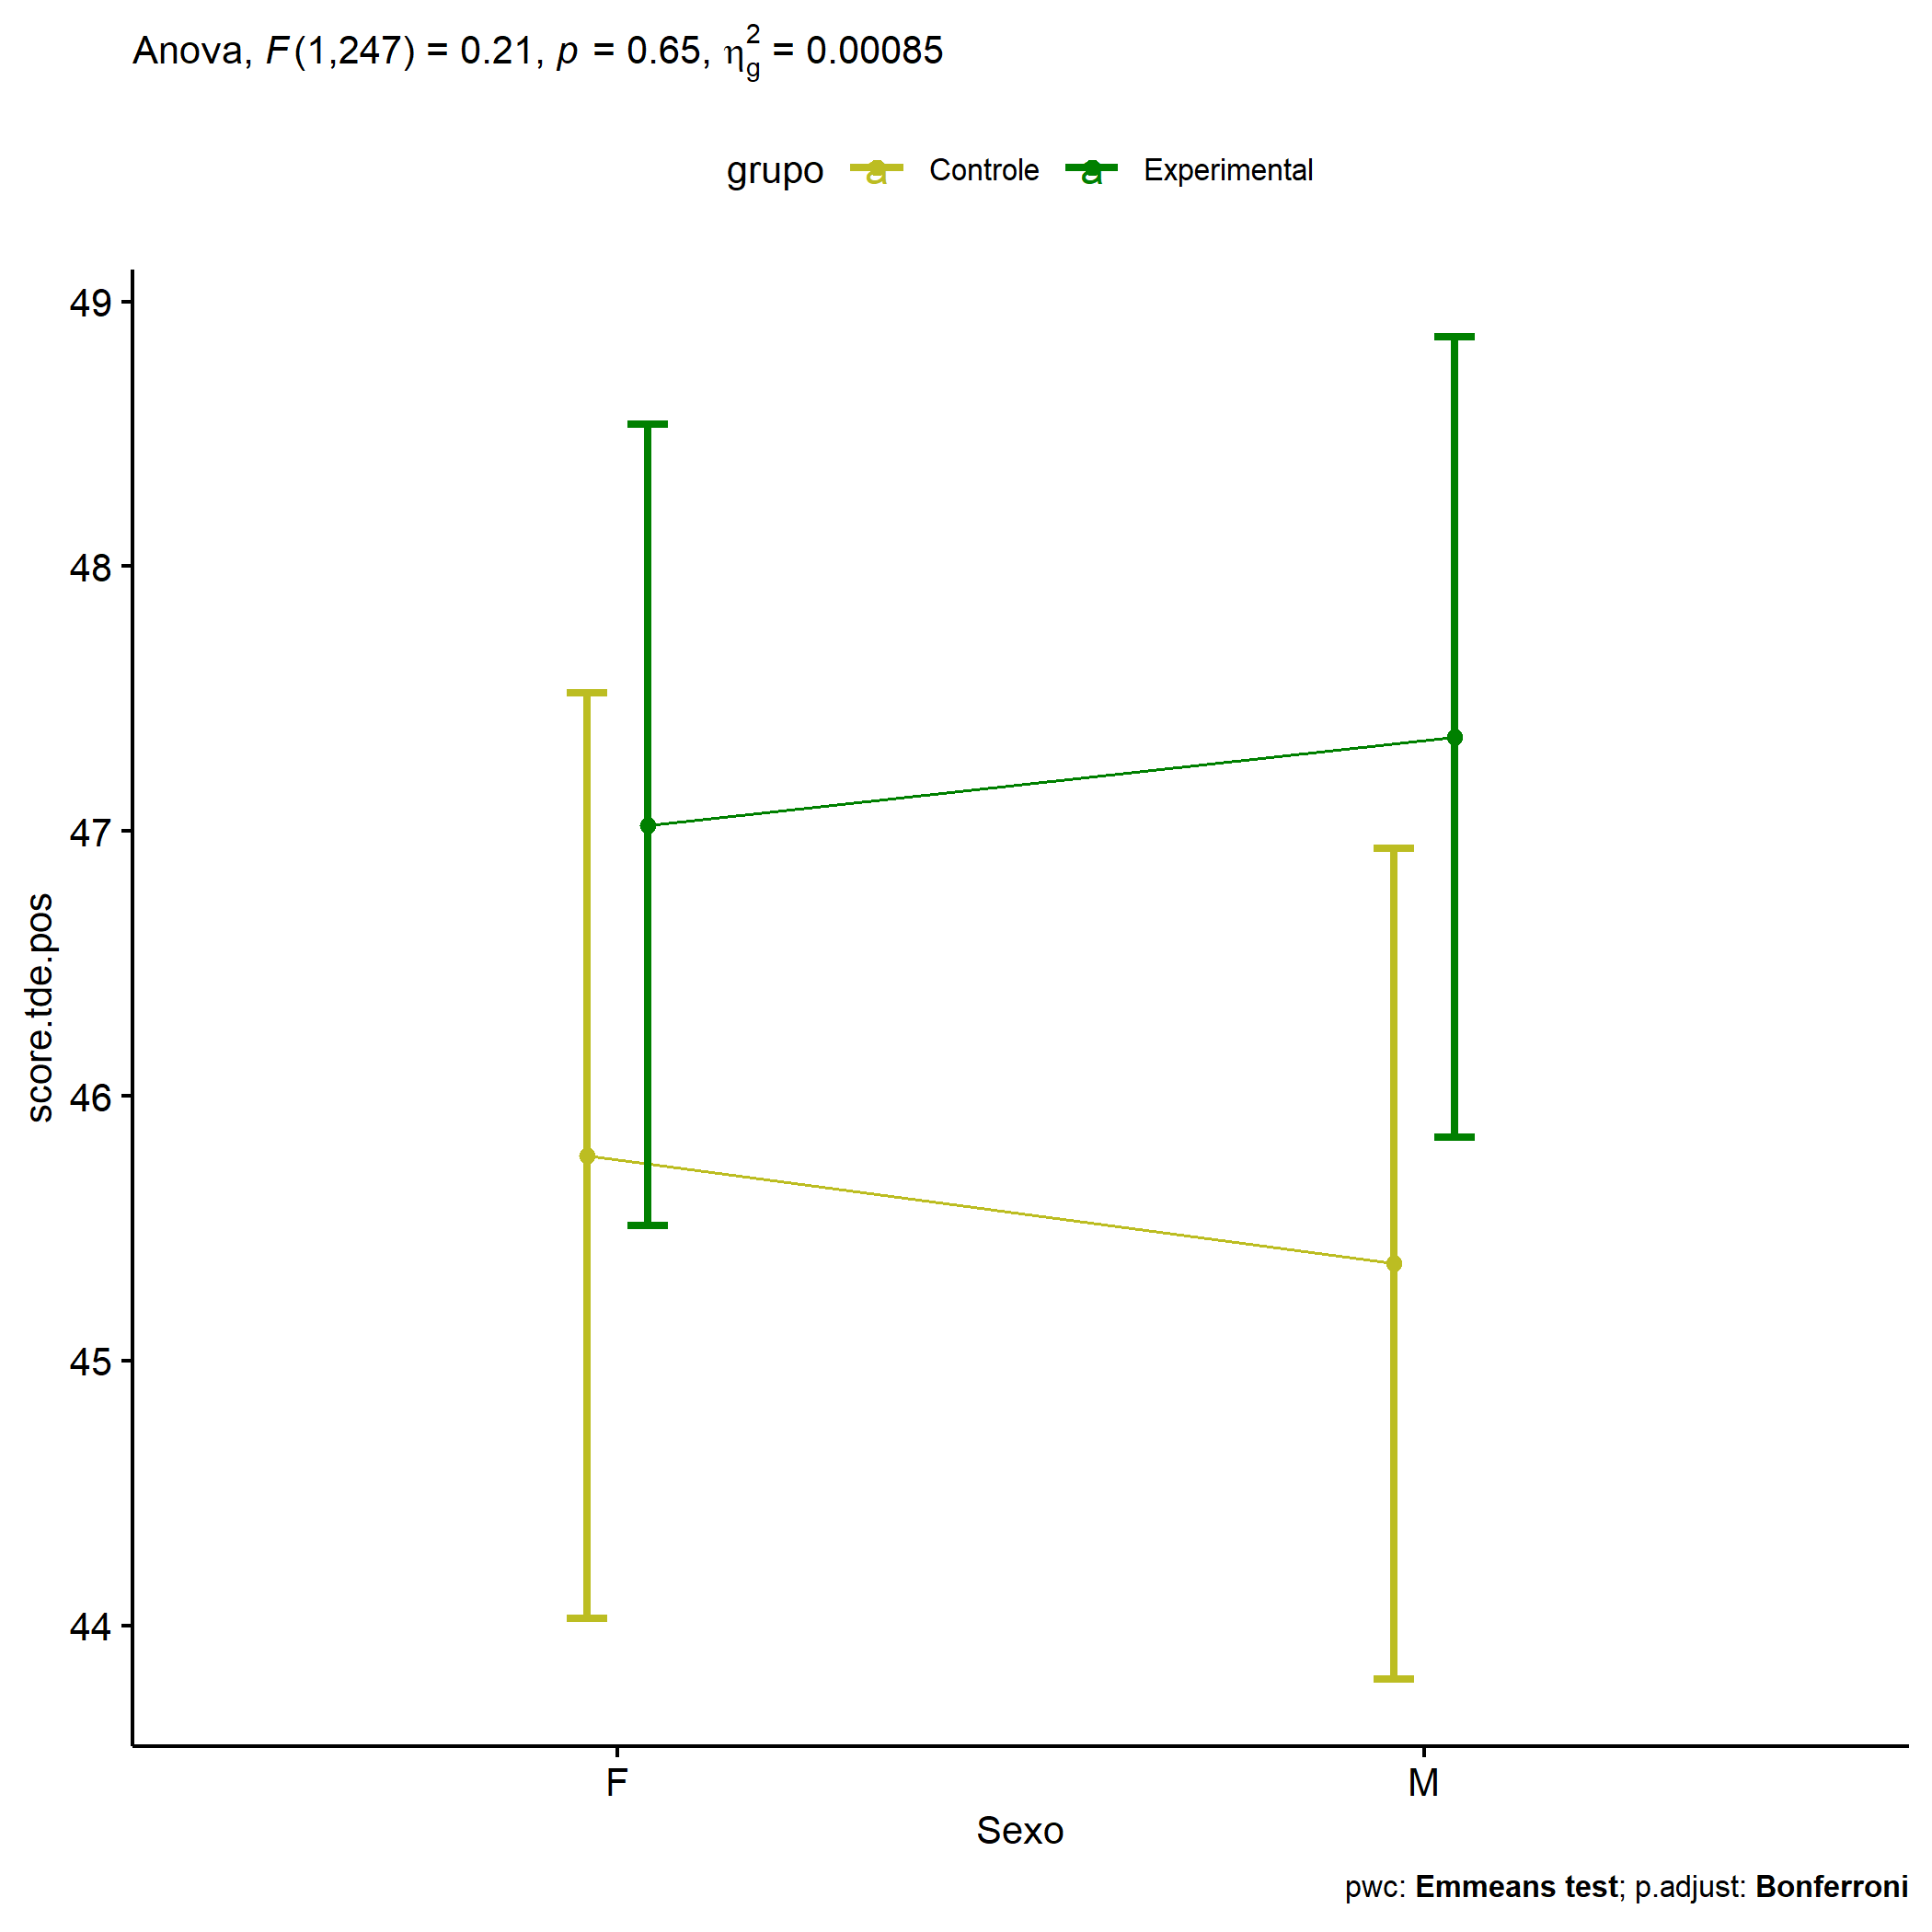 Anova, F(1,247) = 0.21, p = 0.65, η²g = 0.00085
grupo a Controle a Experimental
49
48
47
46
45
44
score.tde.pos
F M
Sexo
pwc: Emmeans test; p.adjust: Bonferroni